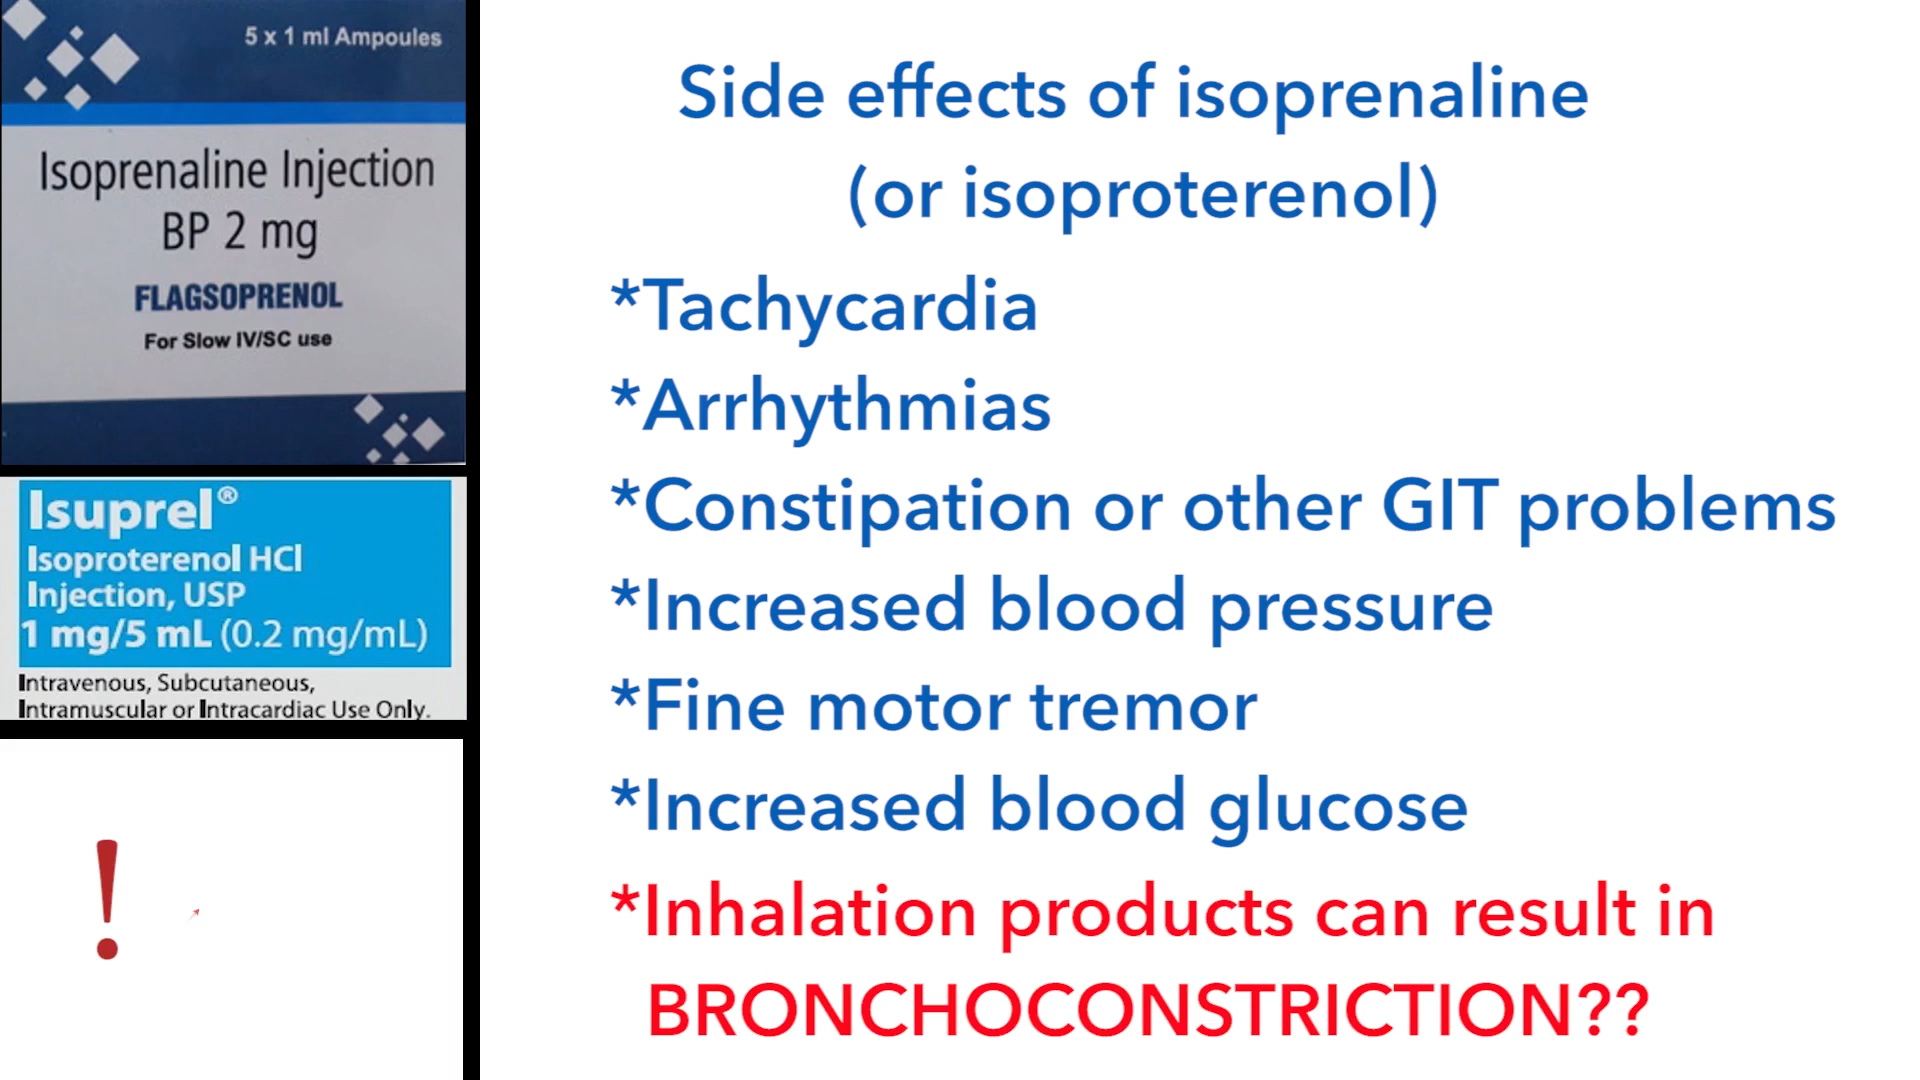 5 x 1 ml Ampoules
Isoprenaline Injection
BP 2 mg
FLAGSOPRENOL
For Slow IV/SC use
Isuprel®
Isoproterenol HCl
Injection, USP
1 mg/5 mL (0.2 mg/mL)
Intravenous, Subcutaneous,
Intramuscular or Intracardiac Use Only.
!
Side effects of isoprenaline
(or isoproterenol)
*Tachycardia
*Arrhythmias
*Constipation or other GIT problems
*Increased blood pressure
*Fine motor tremor
*Increased blood glucose
*Inhalation products can result in
BRONCHOCONSTRICTION??